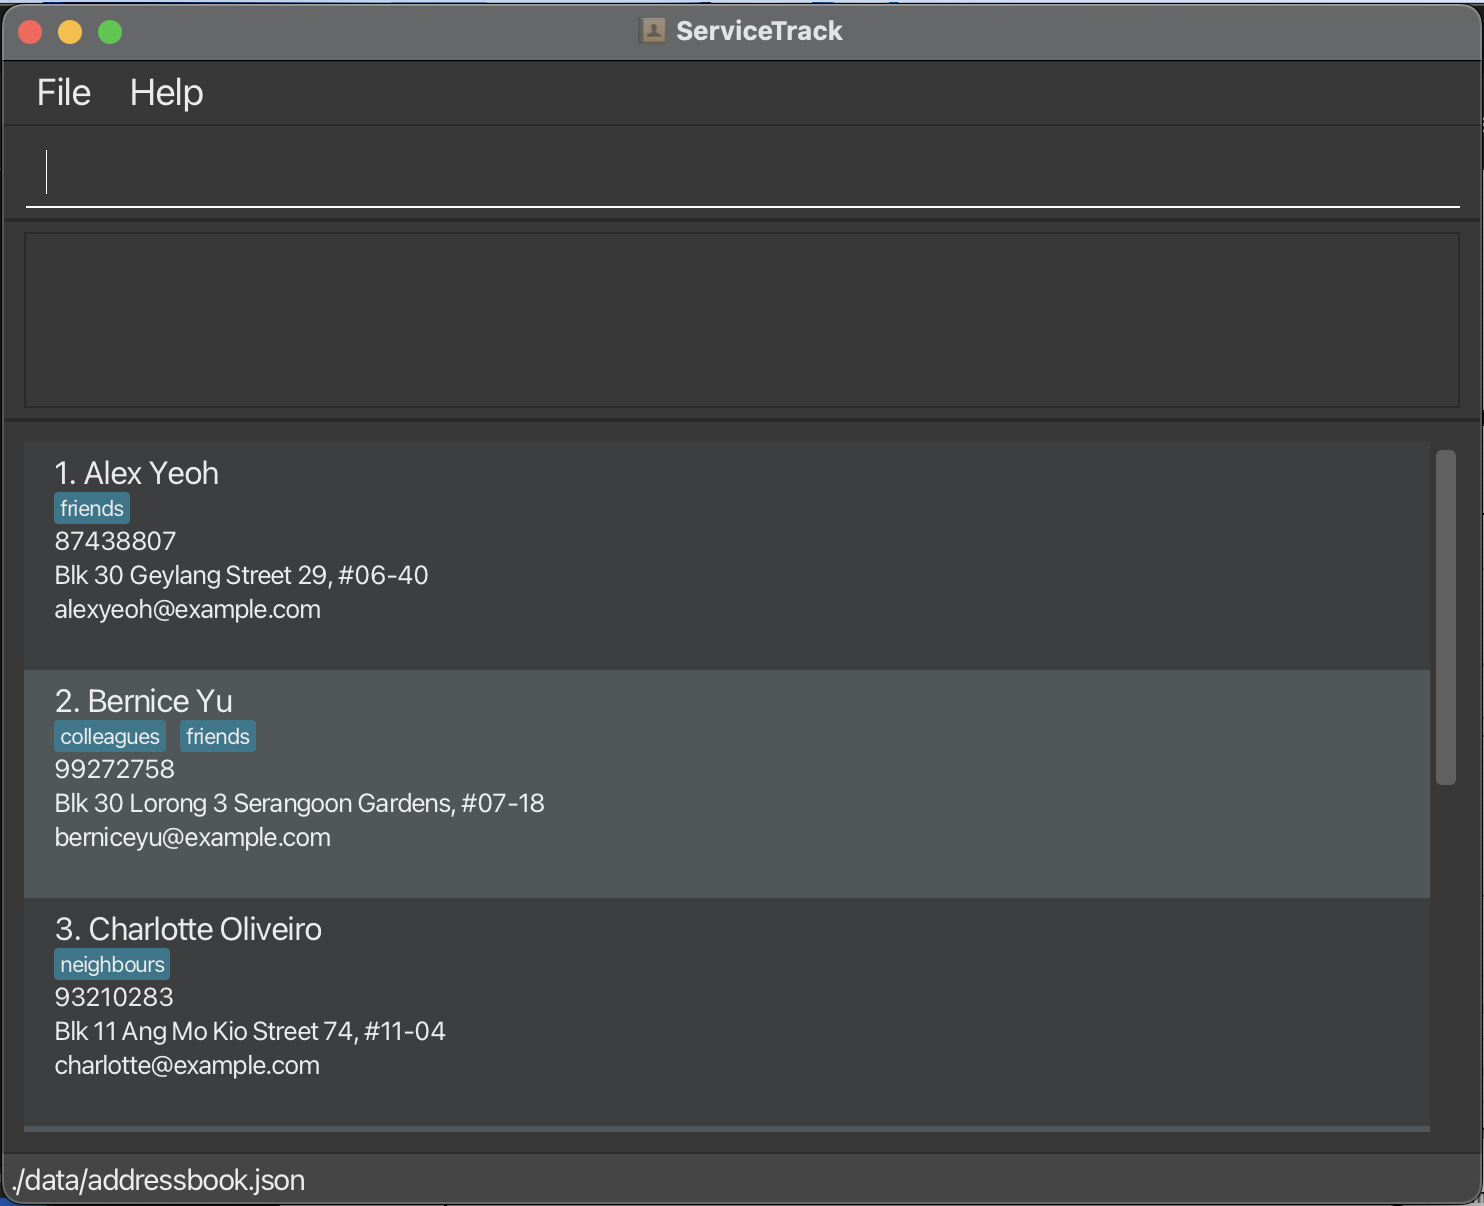 ServiceTrack
File Help
1. Alex Yeoh
friends
87438807
Blk 30 Geylang Street 29, #06-40
alexyeoh@example.com
2. Bernice Yu
colleagues friends
99272758
Blk 30 Lorong 3 Serangoon Gardens, #07-18
berniceyu@example.com
3. Charlotte Oliveiro
neighbours
93210283
Blk 11 Ang Mo Kio Street 74, #11-04
charlotte@example.com
./data/addressbook.json